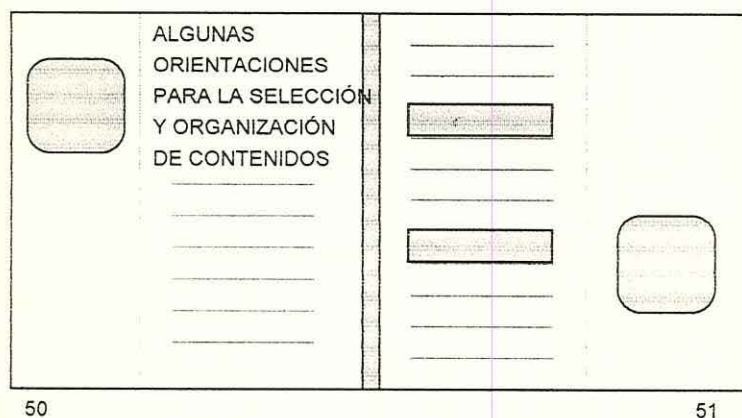 ALGUNAS
ORIENTACIONES
PARA LA SELECCIÓN
Y ORGANIZACIÓN
DE CONTENIDOS
50
51